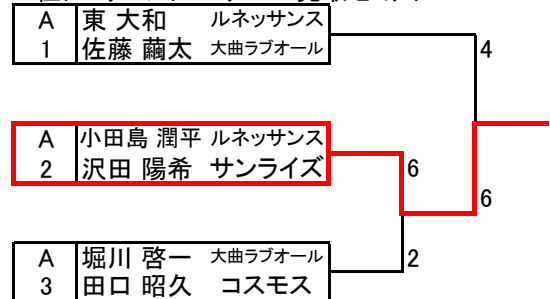 A 東 大和 ルネッサンス
1 佐藤 繭太 大曲ラブオール
4
A 小田島 潤平 ルネッサンス
2 沢田 陽希 サンライズ
6
6
A 堀川 啓一 大曲ラブオール
2
3 田口 昭久 コスモス